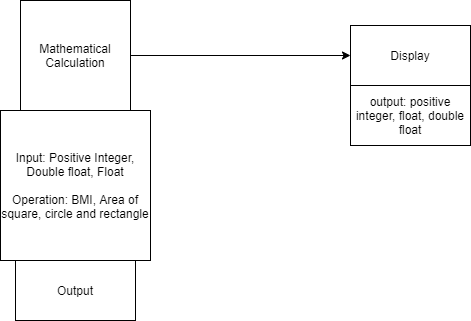 Mathematical
Calculation
Display
output: positive
integer, float, double
float
Input: Positive Integer,
Double float, Float
Operation: BMI, Area of
square, circle and rectangle
Output